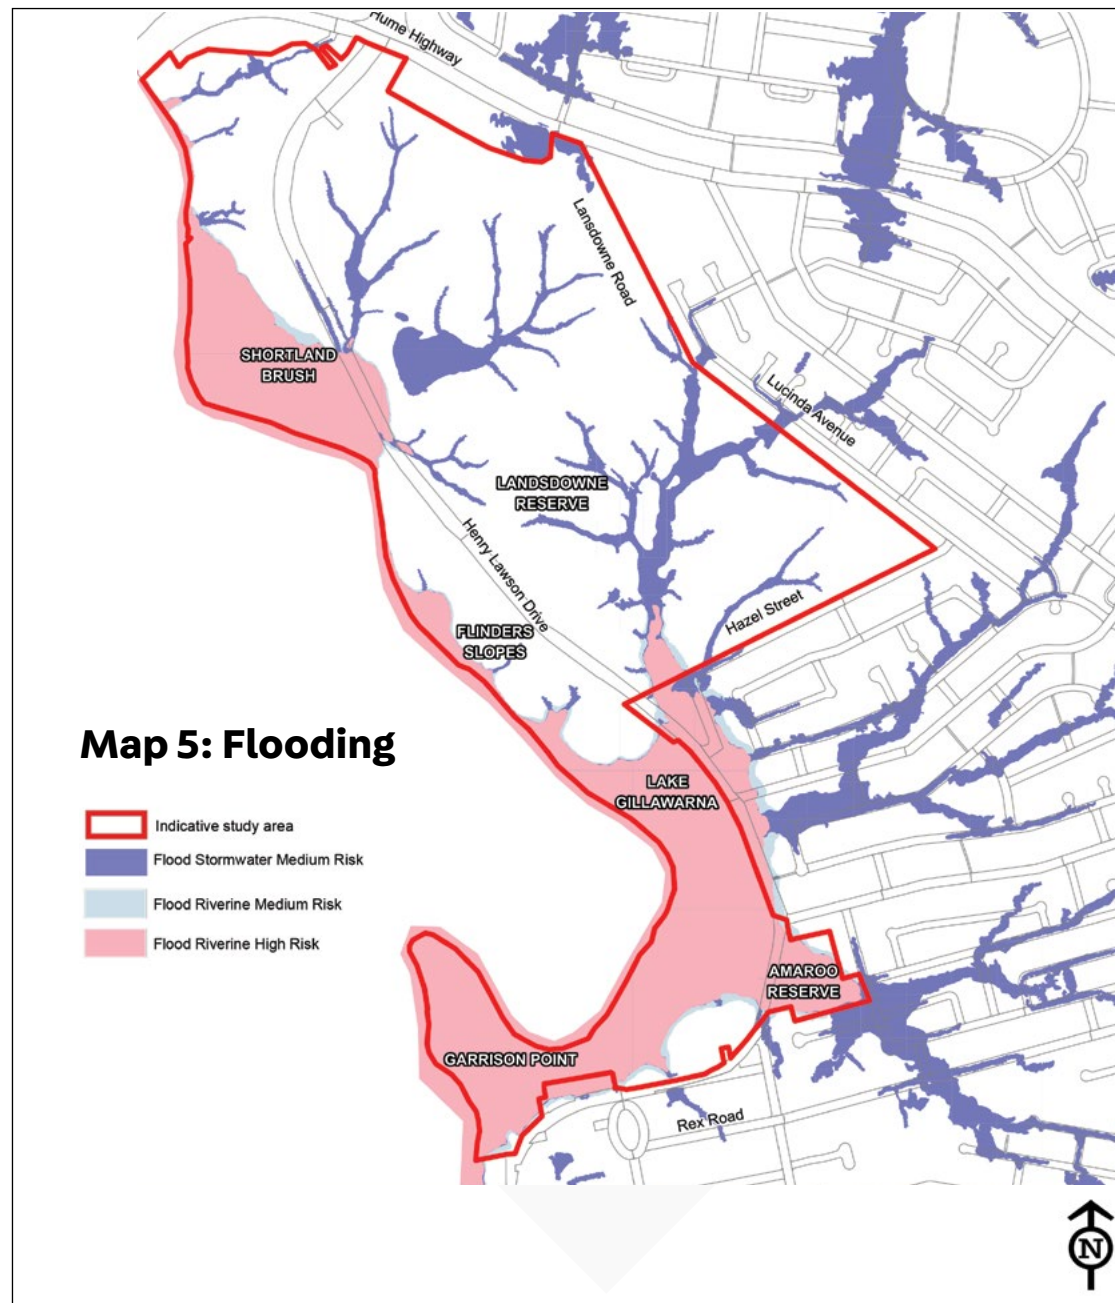 Hume Highway
Lansdowne Road
SHORTLAND
BRUSH
Lucinda Avenue
LANDSDOWNE
RESERVE
Henry Lawson Drive
Hazel Street
FLINDERS
SLOPES
Map 5: Flooding
LAKE
GILLAWARNA
Indicative study area
Flood Stormwater Medium Risk
Flood Riverine Medium Risk
Flood Riverine High Risk
AMAROO
RESERVE
GARRISON POINT
Rex Road
N